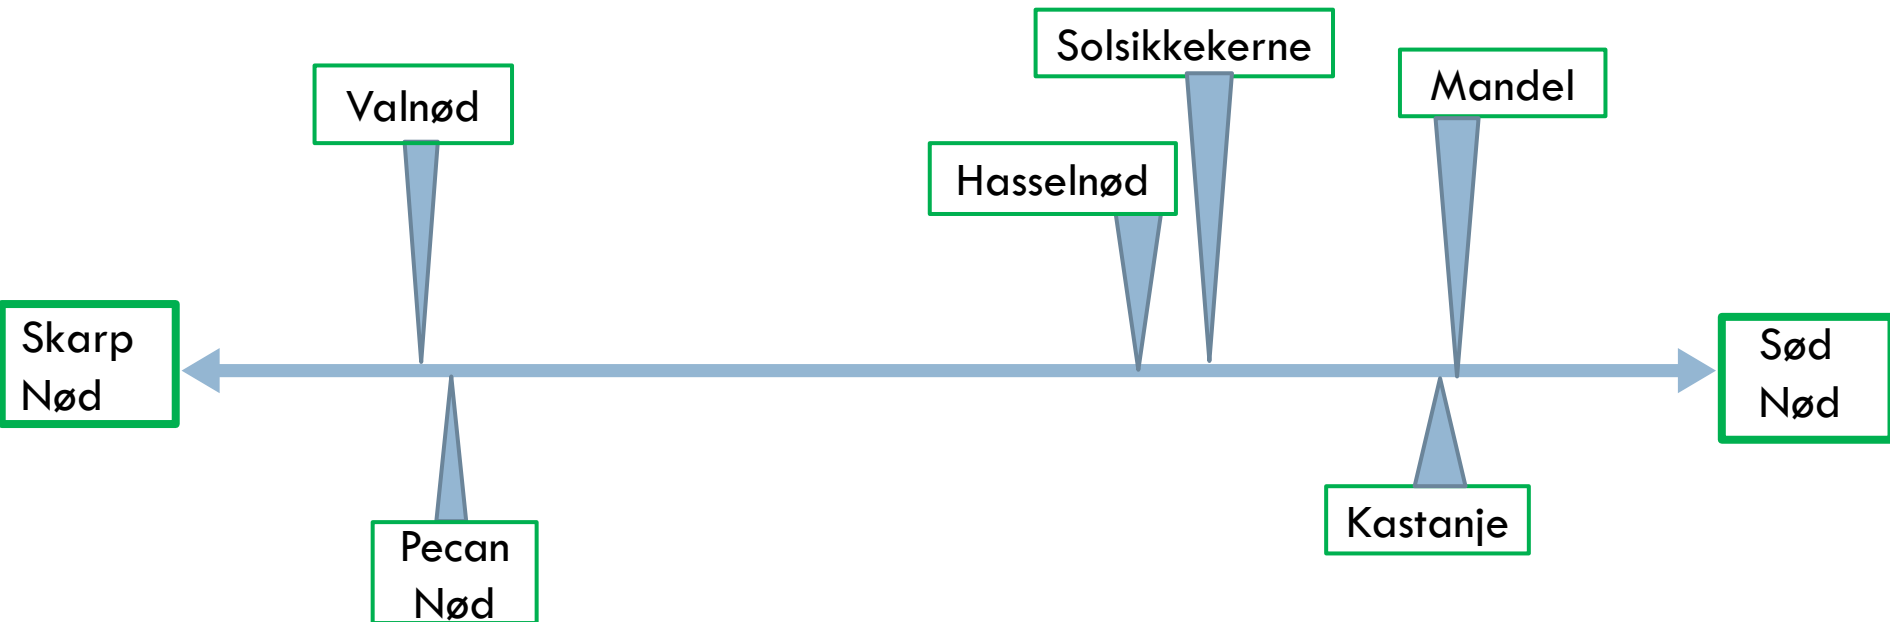 Solsikkekerne
Mandel
Valnød
Hasselnød
Skarp
Nød
Sød
Nød
Kastanje
Pecan
Nød